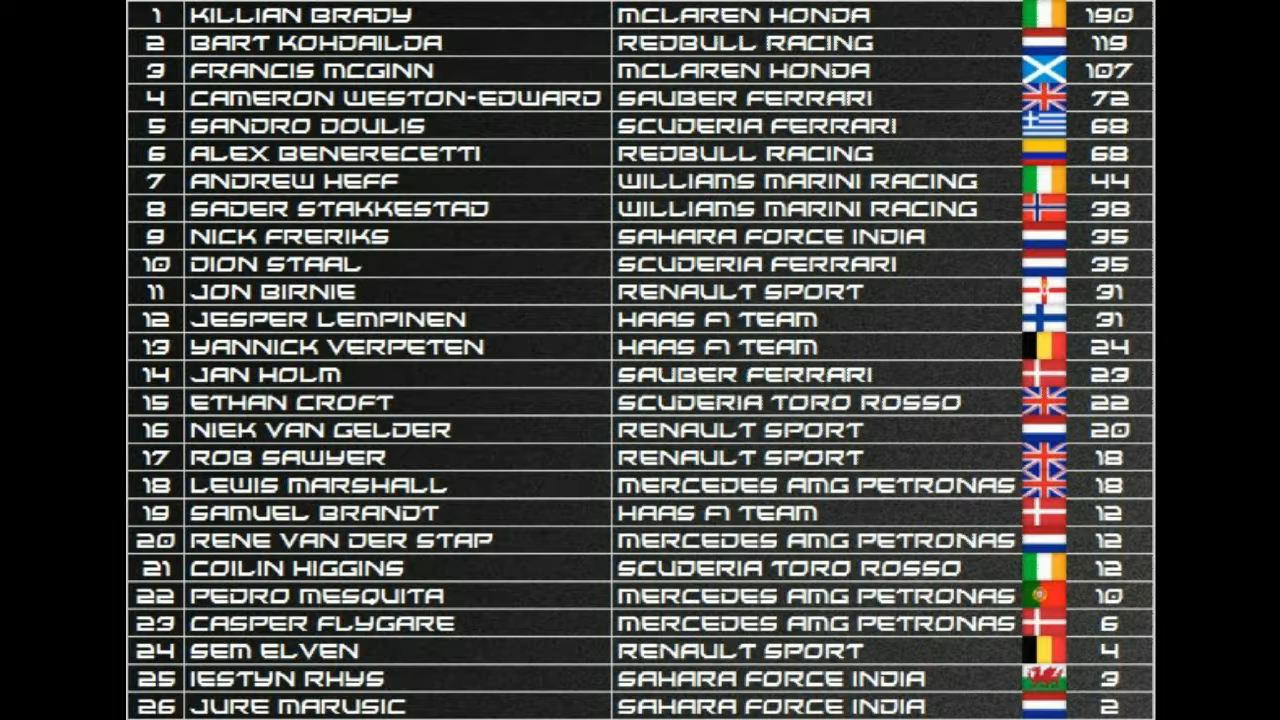 1 KILLIAN BRADY MCLAREN HONDA 190
2 BART KOHDAILDA REDBULL RACING 119
3 FRANCIS MCGINN MCLAREN HONDA 107
4 CAMERON WESTON-EDWARD SAUBER FERRARI 72
5 SANDRO DOULIS SCUDERIA FERRARI 68
6 ALEX BENERECETTI REDBULL RACING 68
7 ANDREW HEFF WILLIAMS MARINI RACING 44
8 SADER STAKKESTAD WILLIAMS MARINI RACING 38
9 NICK FRERIKS SAHARA FORCE INDIA 35
10 DION STAAL SCUDERIA FERRARI 35
11 JON BIRNIE RENAULT SPORT 31
12 JESPER LEMPINEN HAAS F1 TEAM 31
13 YANNICK VERPETEN HAAS F1 TEAM 24
14 JAN HOLM SAUBER FERRARI 23
15 ETHAN CROFT SCUDERIA TORO ROSSO 22
16 NIEK VAN GELDER RENAULT SPORT 20
17 ROB SAWYER RENAULT SPORT 18
18 LEWIS MARSHALL MERCEDES AMG PETRONAS 18
19 SAMUEL BRANDT HAAS F1 TEAM 12
20 RENE VAN DER STAP MERCEDES AMG PETRONAS 12
21 COILIN HIGGINS SCUDERIA TORO ROSSO 12
22 PEDRO MESQUITA MERCEDES AMG PETRONAS 10
23 CASPER FLYGARE MERCEDES AMG PETRONAS 6
24 SEM ELVEN RENAULT SPORT 4
25 IESTYN RHYS SAHARA FORCE INDIA 3
26 JURE MARUSIC SAHARA FORCE INDIA 2